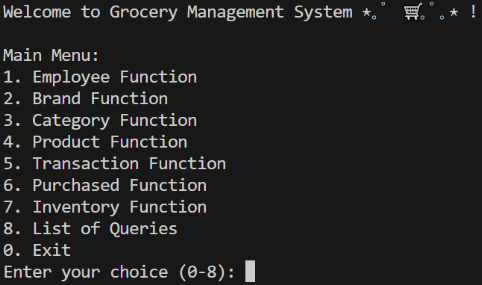 Welcome to Grocery Management System ⋆｡ﾟ 🛒｡ﾟ｡⋆ !
Main Menu:
1. Employee Function
2. Brand Function
3. Category Function
4. Product Function
5. Transaction Function
6. Purchased Function
7. Inventory Function
8. List of Queries
0. Exit
Enter your choice (0-8):